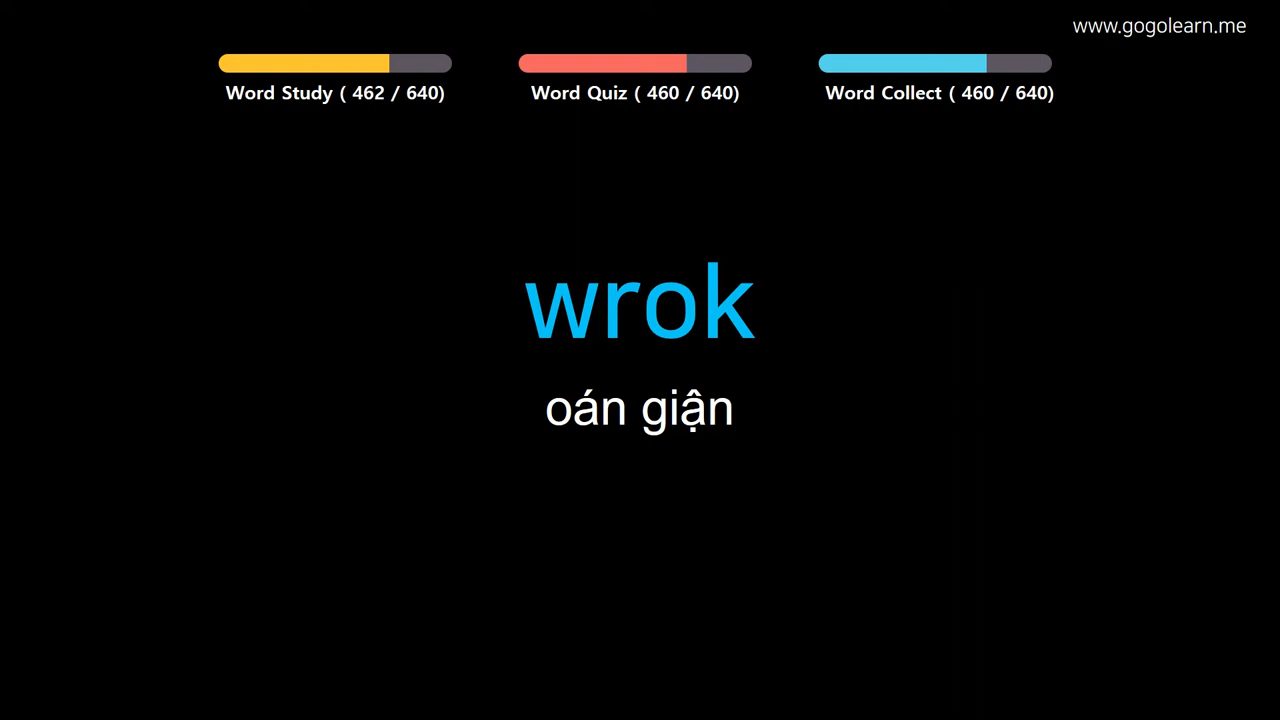 www.gogolearn.me
Word Study ( 462 / 640)
Word Quiz ( 460 / 640)
Word Collect ( 460 / 640)
wrok
oán giận